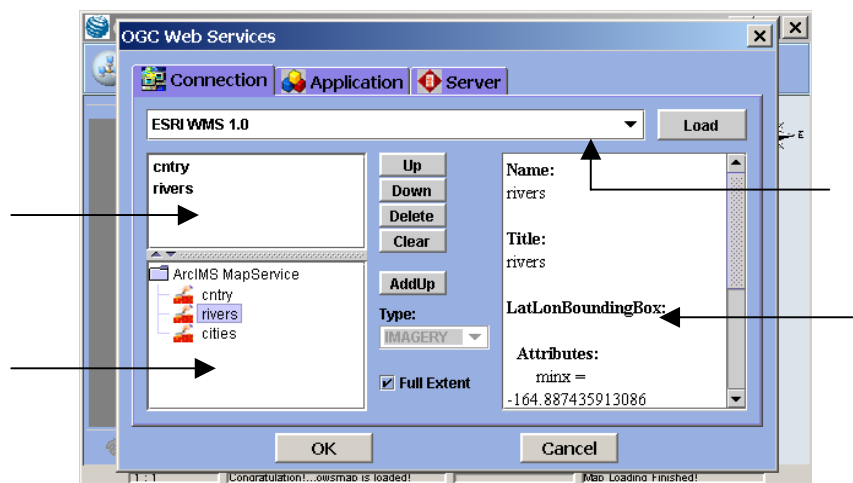 OGC Web Services
Connection
Application
Server
ESRI WMS 1.0
Load
E
cntry
rivers
Up
Down
Delete
Clear
AddUp
Type:
IMAGERY
Full Extent
ArcIMS MapService
cntry
rivers
cities
Name:
rivers
Title:
rivers
LatLonBoundingBox:
Attributes:
minx =
-164.887435913086
OK
Cancel
1 : 1
Congratulation!...owsmap is loaded!
Map Loading Finished!